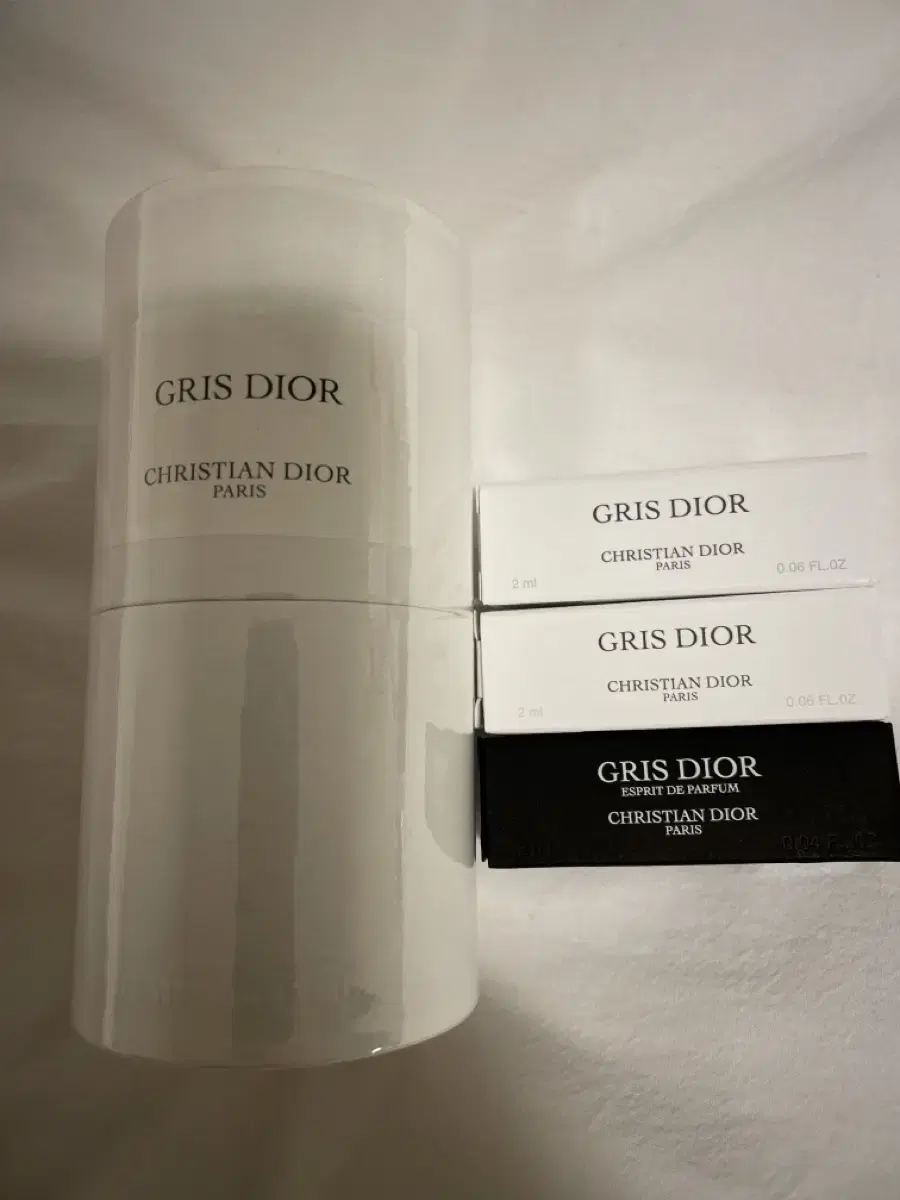 GRIS DIOR
CHRISTIAN DIOR
PARIS
GRIS DIOR
CHRISTIAN DIOR
PARIS
2 ml
0.06 FL.OZ
GRIS DIOR
CHRISTIAN DIOR
PARIS
2 ml
0.06 FL.OZ
GRIS DIOR
ESPRIT DE PARFUM
CHRISTIAN DIOR
PARIS